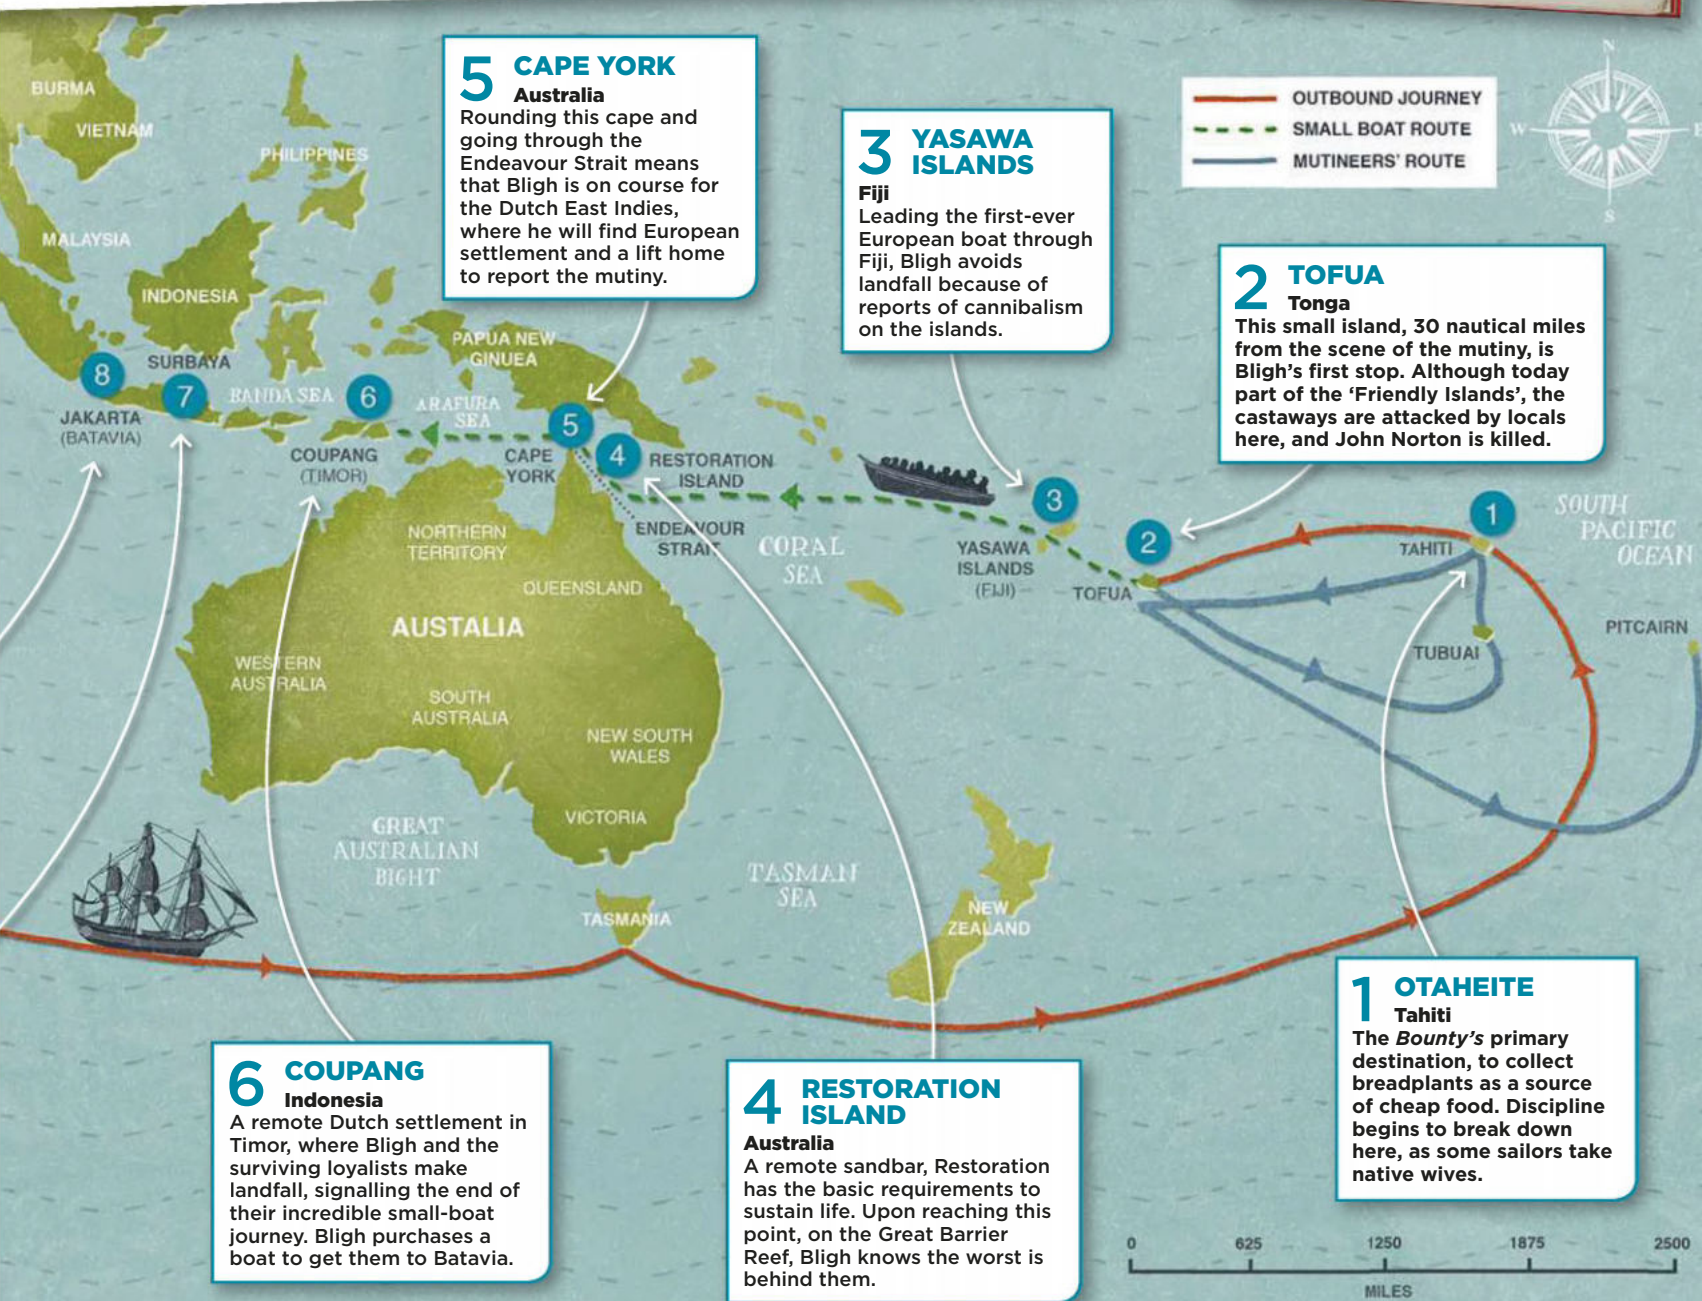 5 CAPE YORK
Australia
Rounding this cape and
going through the
Endeavour Strait means
that Bligh is on course for
the Dutch East Indies,
where he will find European
settlement and a lift home
to report the mutiny.
3 YASAWA
ISLANDS
Fiji
Leading the first-ever
European boat through
Fiji, Bligh avoids
landfall because of
reports of cannibalism
on the islands.
OUTBOUND JOURNEY
SMALL BOAT ROUTE
MUTINEERS' ROUTE
N
W
S
2 TOFUA
Tonga
This small island, 30 nautical miles
from the scene of the mutiny, is
Bligh's first stop. Although today
part of the ‘Friendly Islands’, the
castaways are attacked by locals
here, and John Norton is killed.
BURMA
VIETNAM
PHILIPPINES
MALAYSIA
INDONESIA
PAPUA NEW
GINUEA
SURBAYA
8
7
BANDA SEA
6
ARAFURA
SEA
5
4
JAKARTA
(BATAVIA)
COUPANG
(TIMOR)
CAPE
YORK
RESTORATION
ISLAND
ENDEAVOUR
STRAIT
CORAL
SEA
3
YASAWA
ISLANDS
(FIJI)
2
TOFUA
1
TAHITI
SOUTH
PACIFIC
OCEAN
TUBUAI
PITCAIRN
NORTHERN
TERRITORY
QUEENSLAND
AUSTALIA
WESTERN
AUSTRALIA
SOUTH
AUSTRALIA
NEW SOUTH
WALES
VICTORIA
GREAT
AUSTRALIAN
BIGHT
TASMANIA
TASMAN
SEA
NEW
ZEALAND
6 COUPANG
Indonesia
A remote Dutch settlement in
Timor, where Bligh and the
surviving loyalists make
landfall, signalling the end of
their incredible small-boat
journey. Bligh purchases a
boat to get them to Batavia.
4 RESTORATION
ISLAND
Australia
A remote sandbar, Restoration
has the basic requirements to
sustain life. Upon reaching this
point, on the Great Barrier
Reef, Bligh knows the worst is
behind them.
1 OTAHEITE
Tahiti
The Bounty's primary
destination, to collect
breadplants as a source
of cheap food. Discipline
begins to break down
here, as some sailors take
native wives.
0 625 1250 1875 2500
MILES